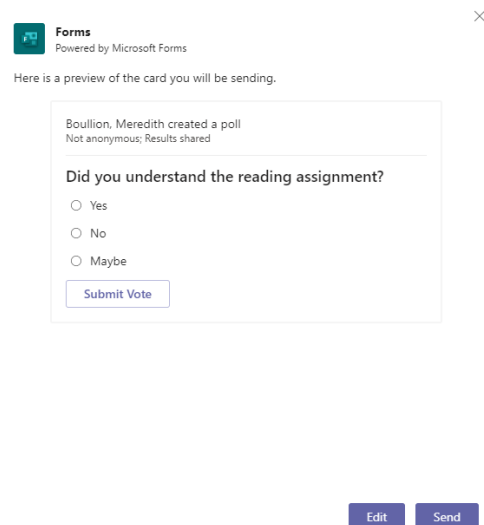 Forms
Powered by Microsoft Forms
Here is a preview of the card you will be sending.
Boullion, Meredith created a poll
Not anonymous; Results shared
Did you understand the reading assignment?
Yes
No
Maybe
Submit Vote
Edit Send